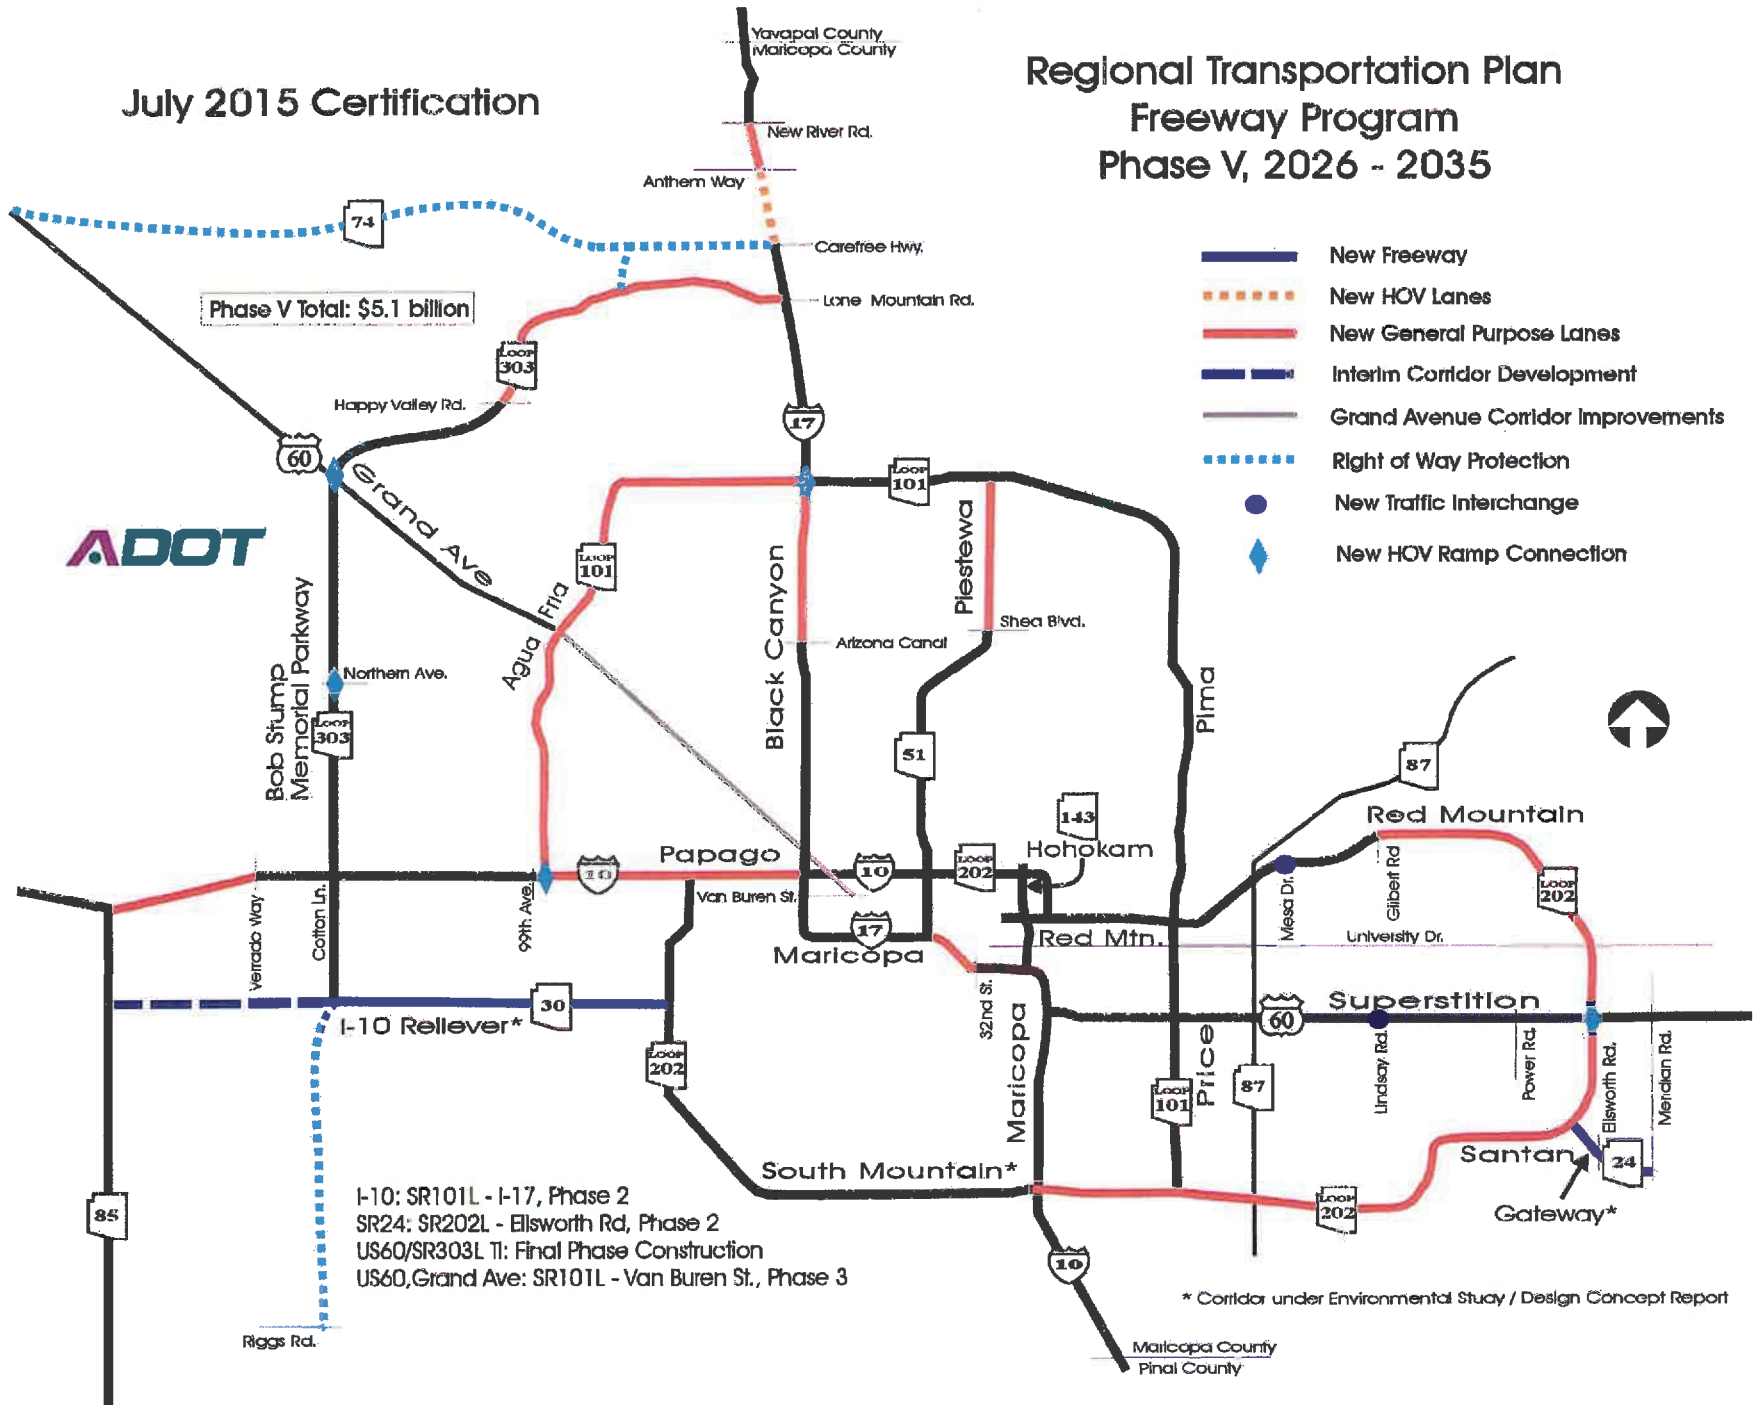 Yavapai County
Maricopa County
July 2015 Certification
Regional Transportation Plan
Freeway Program
Phase V, 2026 - 2035
New River Rd.
Anthem Way
74
Carefree Hwy.
Lone Mountain Rd.
Phase V Total: $5.1 billion
New Freeway
New HOV Lanes
New General Purpose Lanes
Interim Corridor Development
Grand Avenue Corridor Improvements
Right of Way Protection
New Traffic Interchange
New HOV Ramp Connection
LOOP
303
Happy Valley Rd.
17
60
Grand Ave
LOOP
101
ADOT
LOOP
101
Agua Fria
Black Canyon
Piestewa
Shea Blvd.
Arizona Canal
Bob Stump
Memorial Parkway
Northern Ave.
LOOP
303
Pima
51
87
143
Hohokam
Red Mountain
Papago
10
10
LOOP
202
Van Buren St.
Verrado Way
Cotton Ln.
99th Ave.
17
Maricopa
Red Mtn.
Mesa Dr.
Gilbert Rd
LOOP
202
University Dr.
32nd St.
30
I-10 Reliever*
Superstition
60
LOOP
202
Maricopa
Price
LOOP
101
87
Lindsay Rd.
Power Rd.
Ellsworth Rd.
Meridian Rd.
Santan
24
Gateway*
South Mountain*
LOOP
202
85
I-10: SR101L - I-17, Phase 2
SR24: SR202L - Ellsworth Rd, Phase 2
US60/SR303L TI: Final Phase Construction
US60,Grand Ave: SR101L - Van Buren St., Phase 3
10
* Corridor under Environmental Study / Design Concept Report
Riggs Rd.
Maricopa County
Pinal County